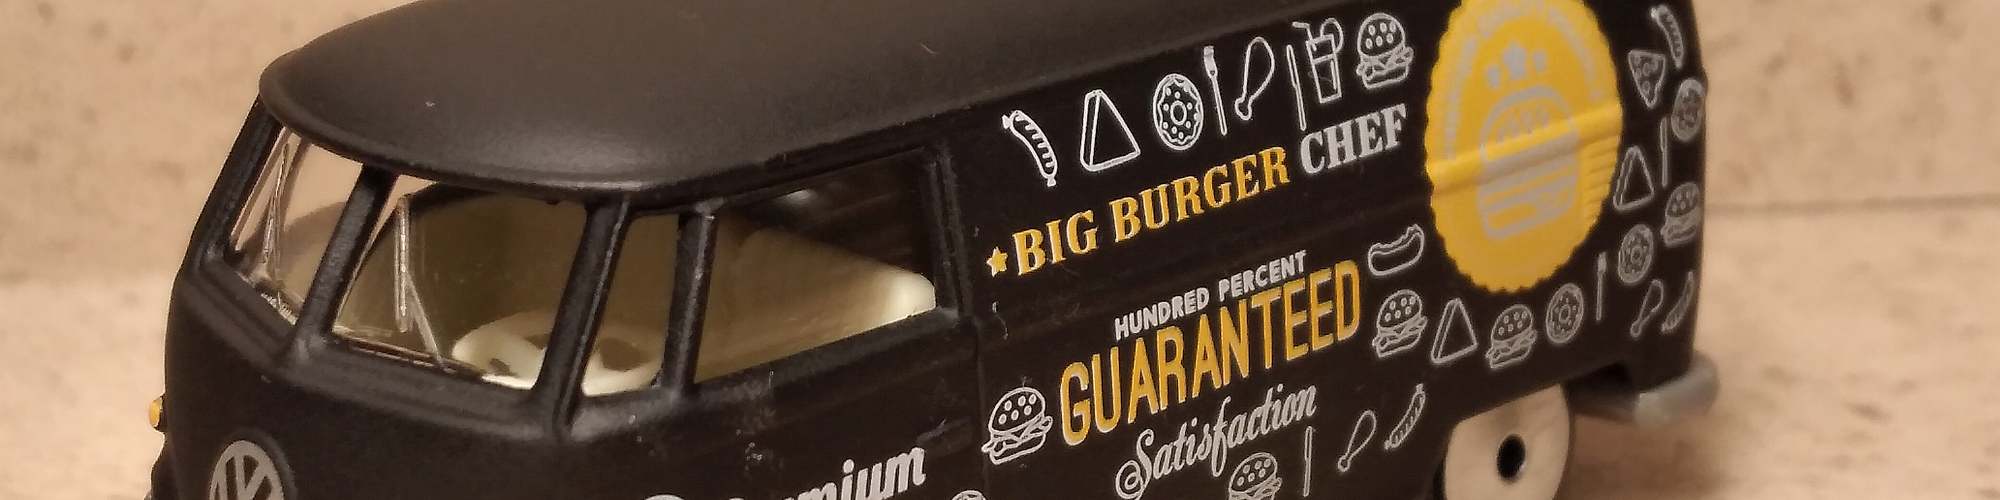 ★BIG BURGER CHEF
HUNDRED PERCENT
GUARANTEED
Satisfaction